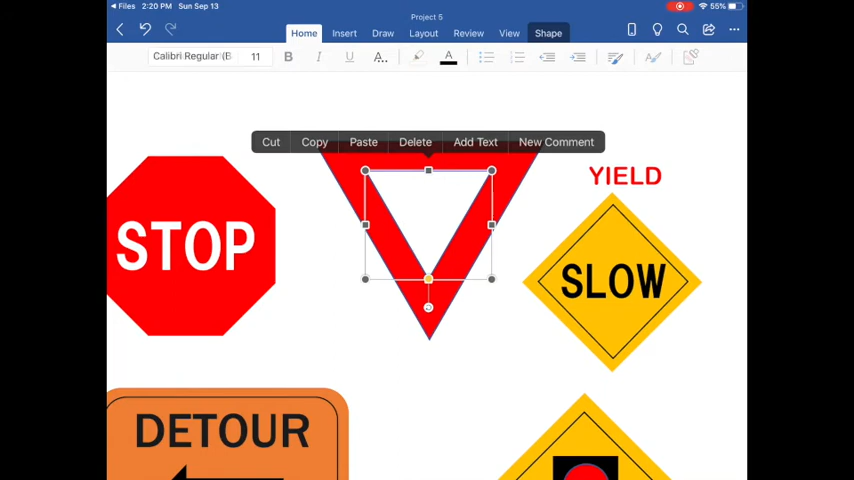 Files 2:20 PM Sun Sep 13 55%
Project 5
Home Insert Draw Layout References Review View Shape
Calibri Regular (B 11 B I U A... A
Cut Copy Paste Delete Add Text New Comment
YIELD
STOP
SLOW
DETOUR